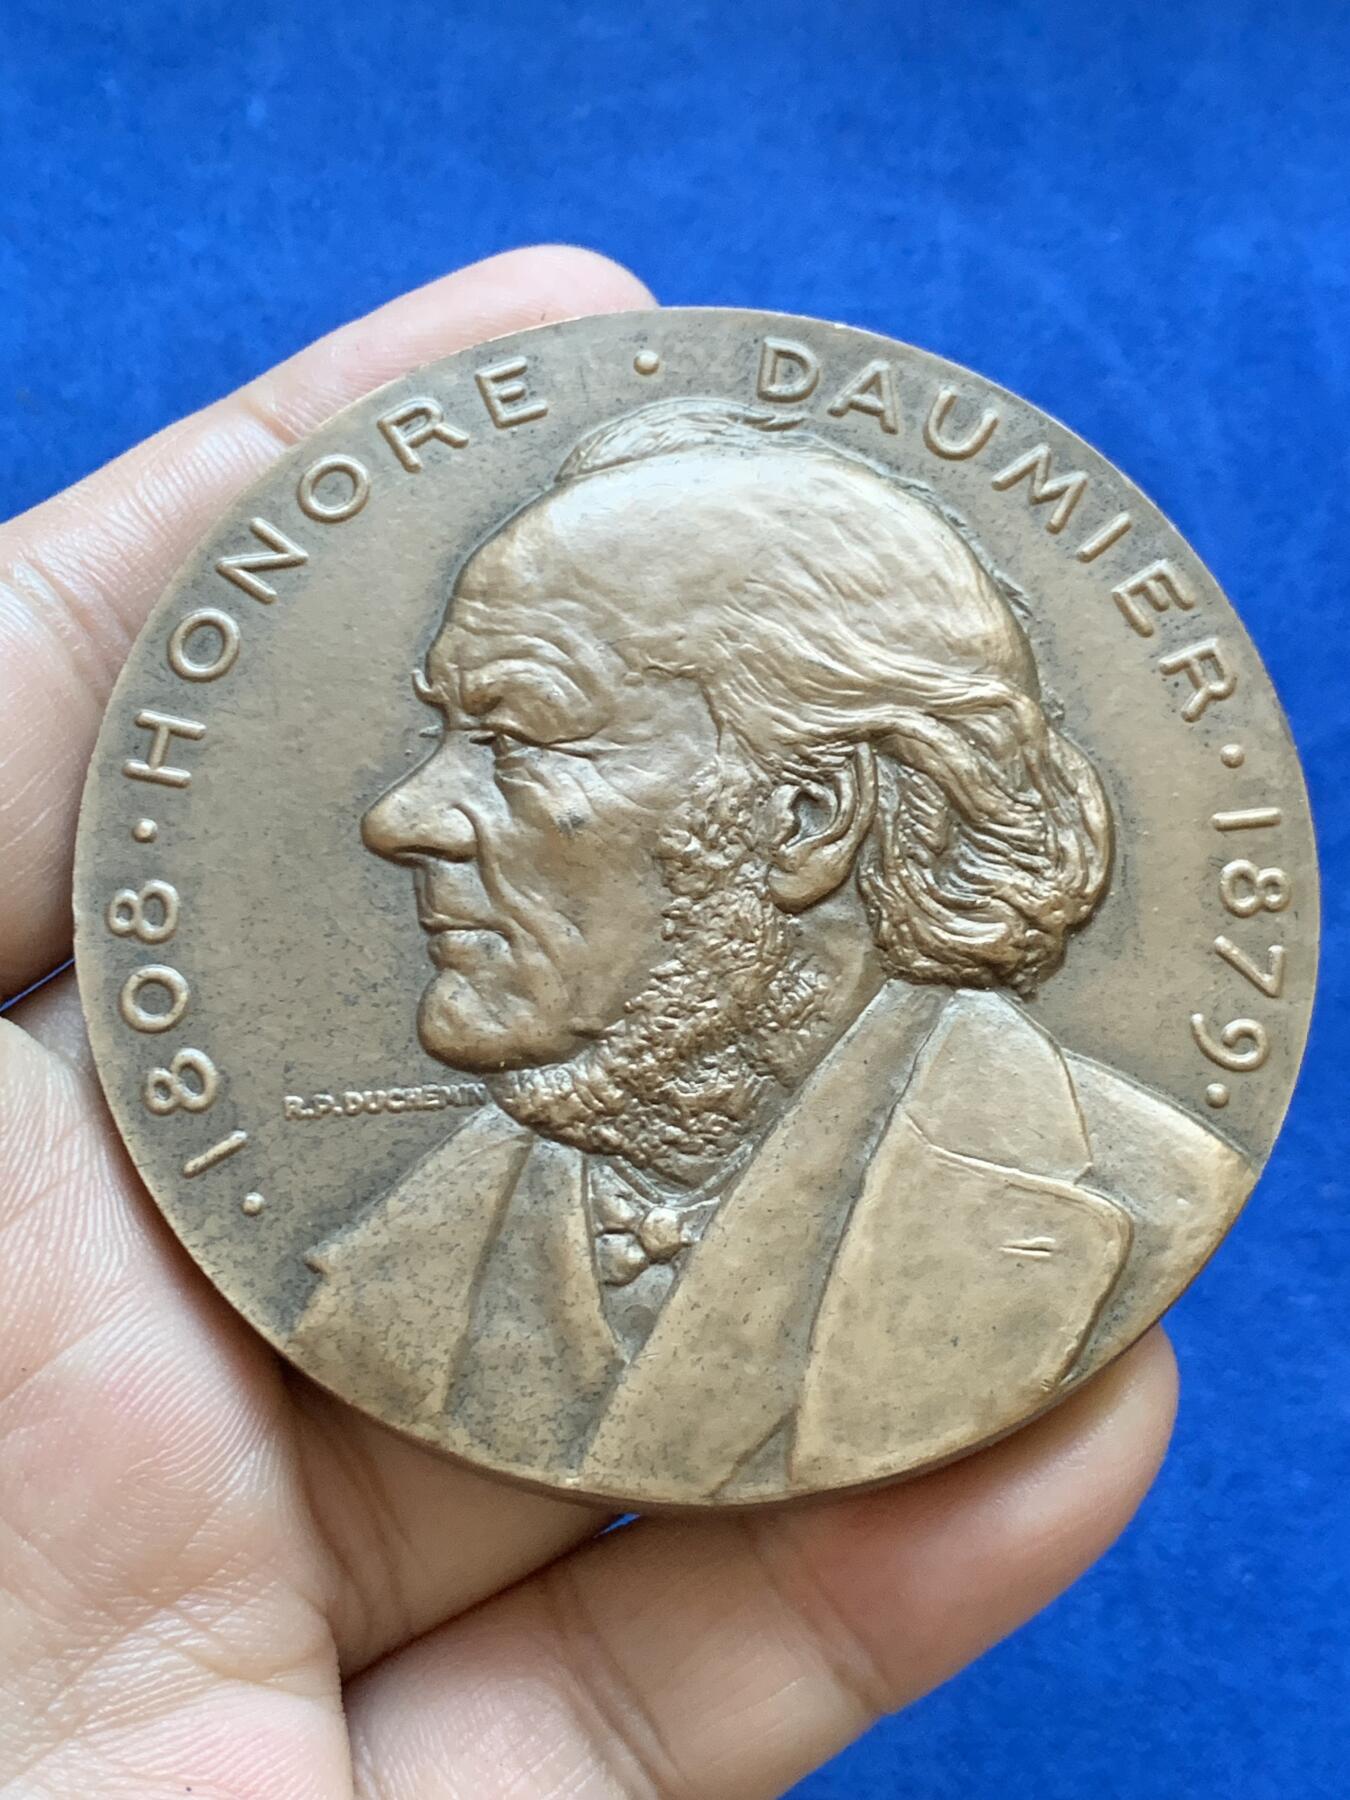 · 1808 · HONORE · DAUMIER · 1879 ·
R.P. DUCHEMIN